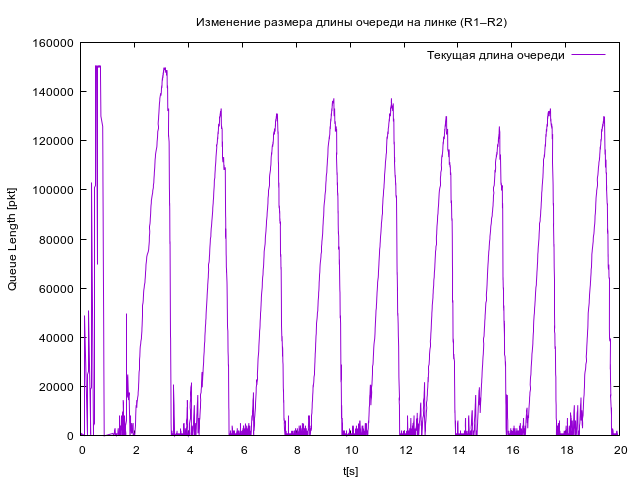 Изменение размера длины очереди на линке (R1–R2)
Текущая длина очереди
160000
140000
120000
100000
80000
60000
40000
20000
0
Queue Length [pkt]
0 2 4 6 8 10 12 14 16 18 20
t[s]